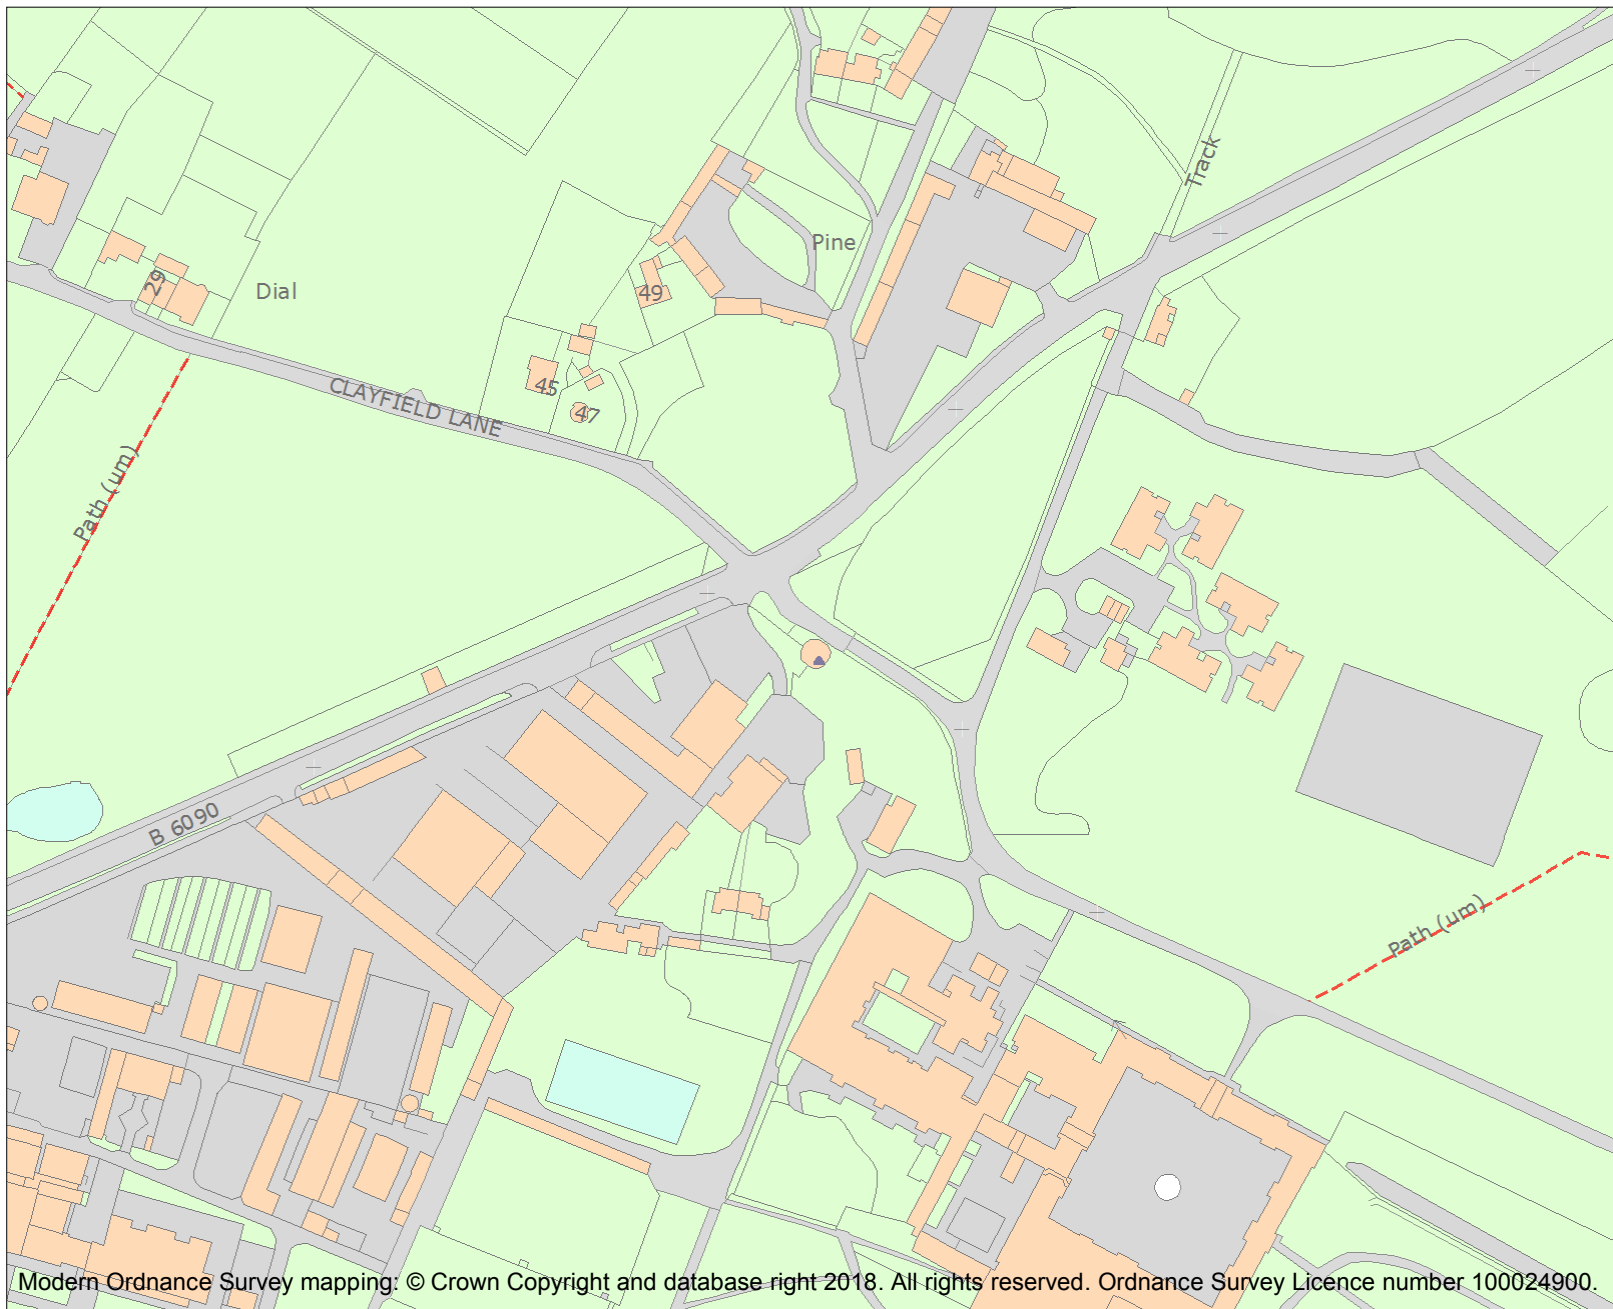 Track
Pine
Dial
29
49
45
47
CLAYFIELD LANE
Path (um)
B 6090
Path (um)
Modern Ordnance Survey mapping: © Crown Copyright and database right 2018. All rights reserved. Ordnance Survey Licence number 100024900.